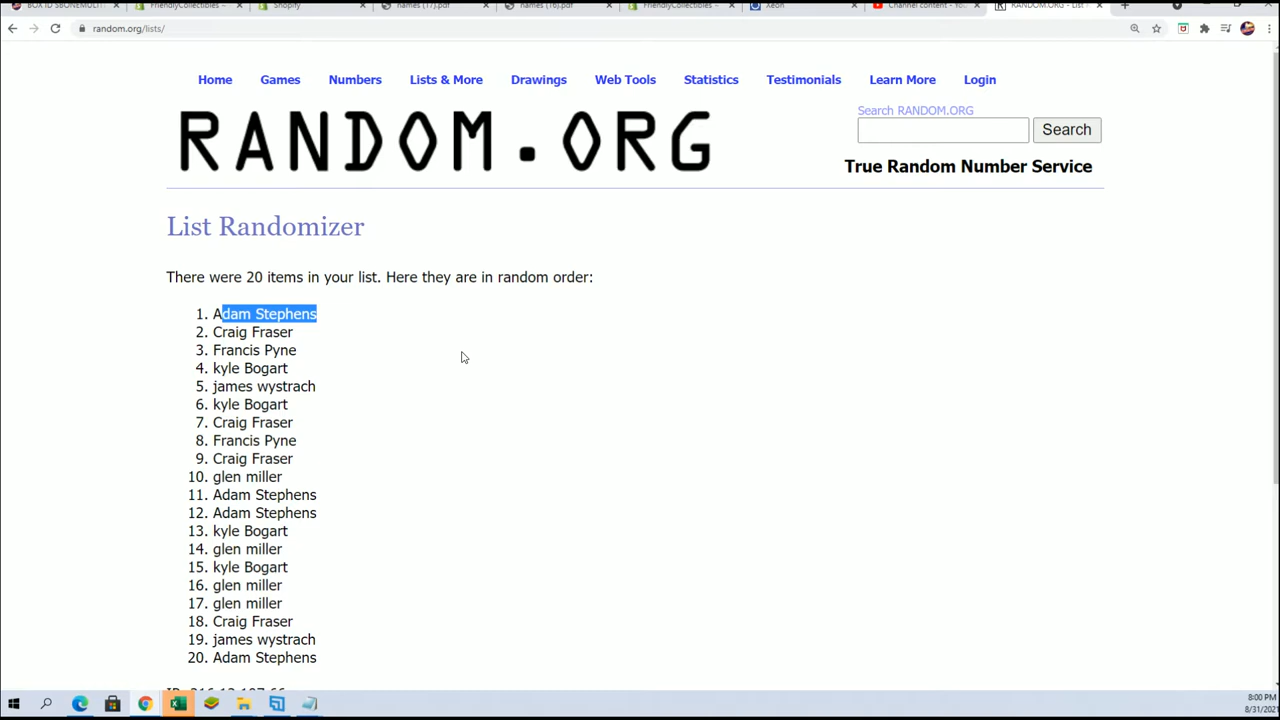 BOX ID SBONEMULTI
FriendlyCollectibles
Shopify
names (17).pdf
names (16).pdf
FriendlyCollectibles
Xeon
Channel content - You
RANDOM.ORG - List
random.org/lists/
Home Games Numbers Lists & More Drawings Web Tools Statistics Testimonials Learn More Login
RANDOM.ORG
Search RANDOM.ORG
Search
True Random Number Service
List Randomizer
There were 20 items in your list. Here they are in random order:
1. Adam Stephens
2. Craig Fraser
3. Francis Pyne
4. kyle Bogart
5. james wystrach
6. kyle Bogart
7. Craig Fraser
8. Francis Pyne
9. Craig Fraser
10. glen miller
11. Adam Stephens
12. Adam Stephens
13. kyle Bogart
14. glen miller
15. kyle Bogart
16. glen miller
17. glen miller
18. Craig Fraser
19. james wystrach
20. Adam Stephens
8:00 PM
8/31/202